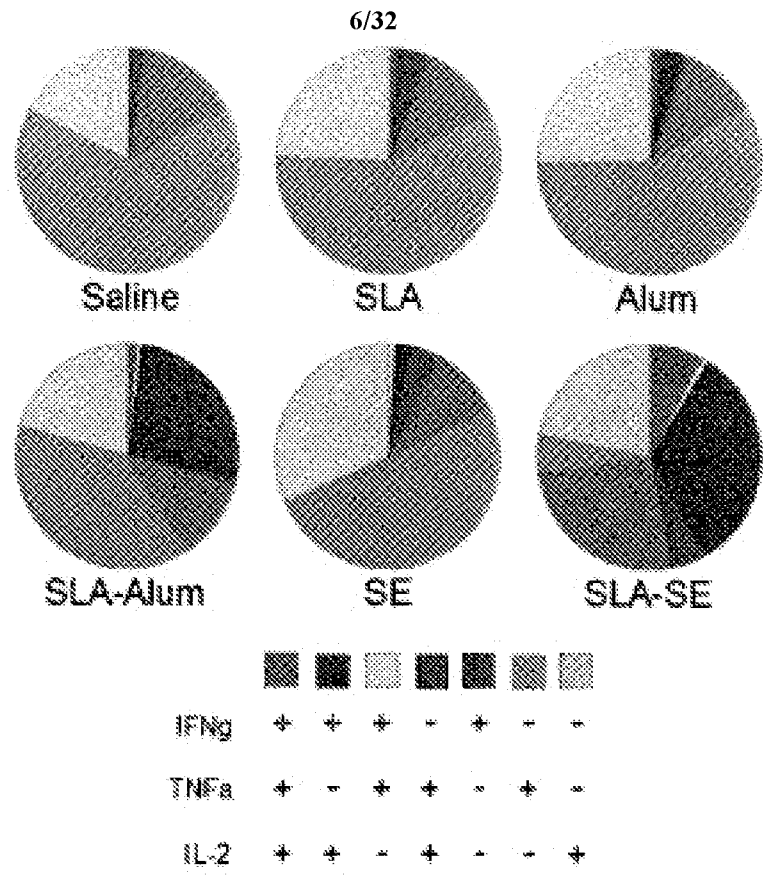 6/32
Saline SLA Alum
SLA-Alum SE SLA-SE
IFNg + + + - + - -
TNFa + - + + - + -
IL-2 + + - + - - +